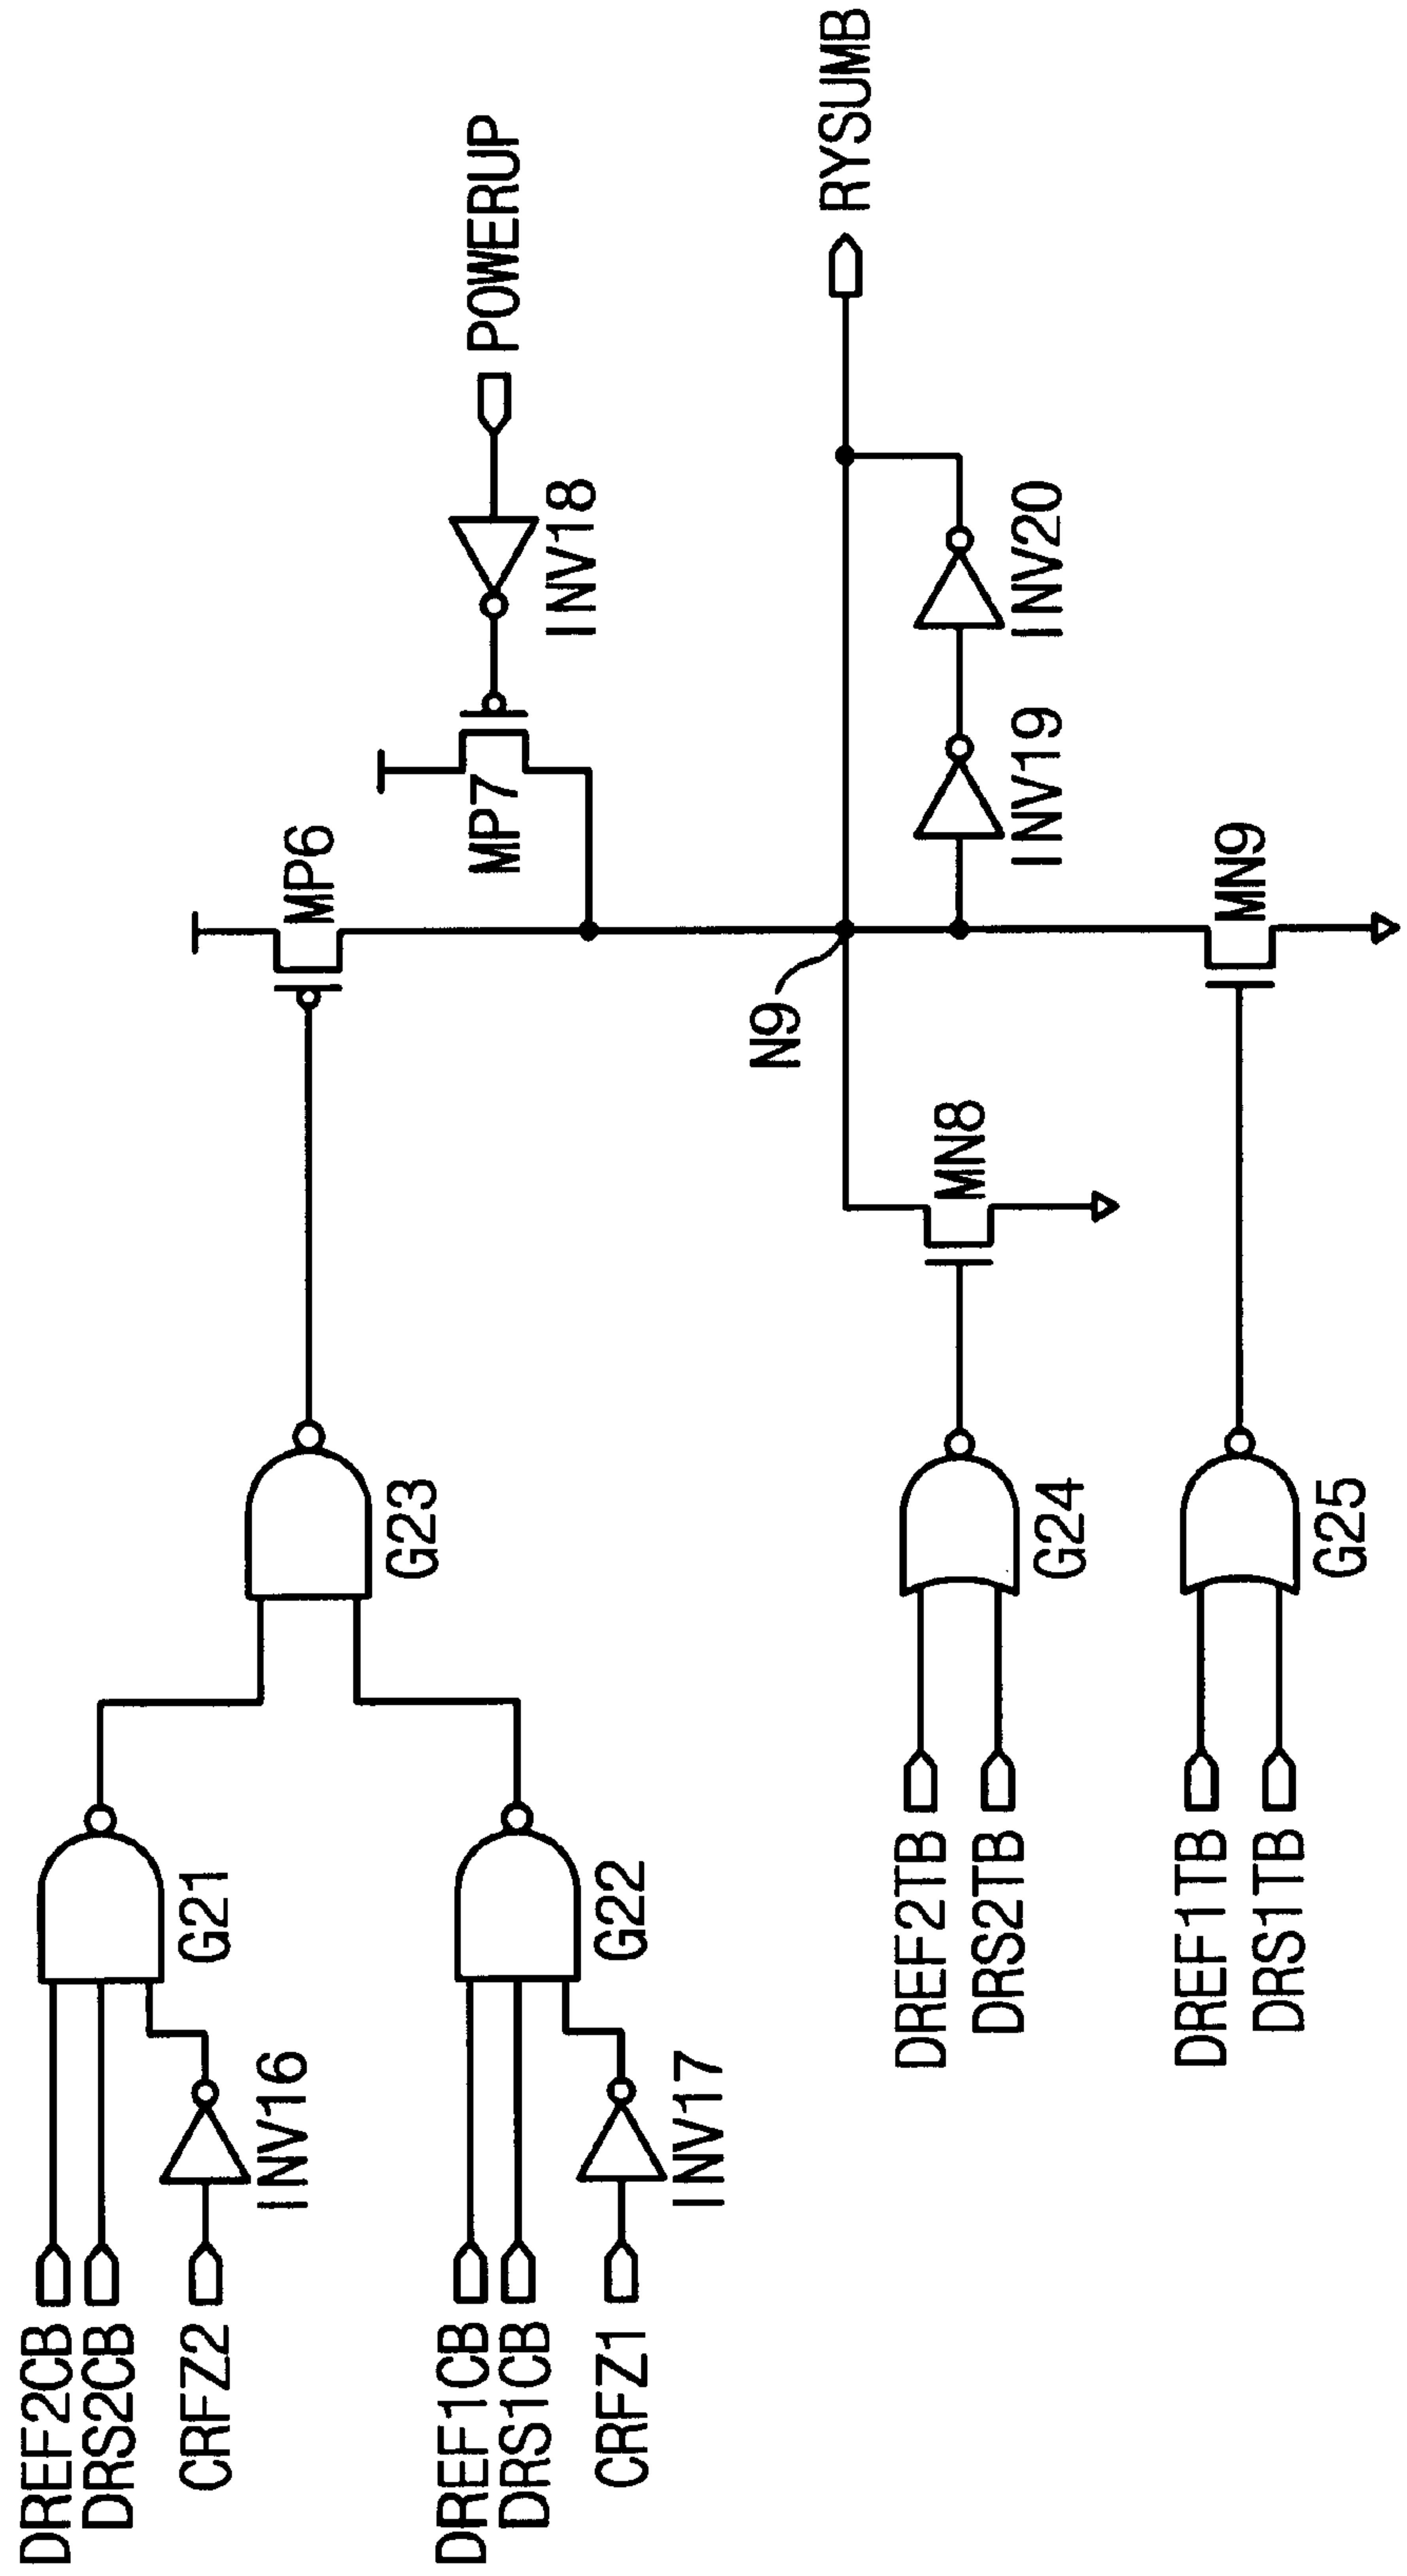 DREF2CB
DRS2CB
CRFZ2
INV16
G21
DREF1CB
DRS1CB
CRFZ1
INV17
G22
G23
MP6
MP7
INV18
POWERUP
N9
RYSUMB
INV19
INV20
DREF2TB
DRS2TB
G24
MN8
DREF1TB
DRS1TB
G25
MN9